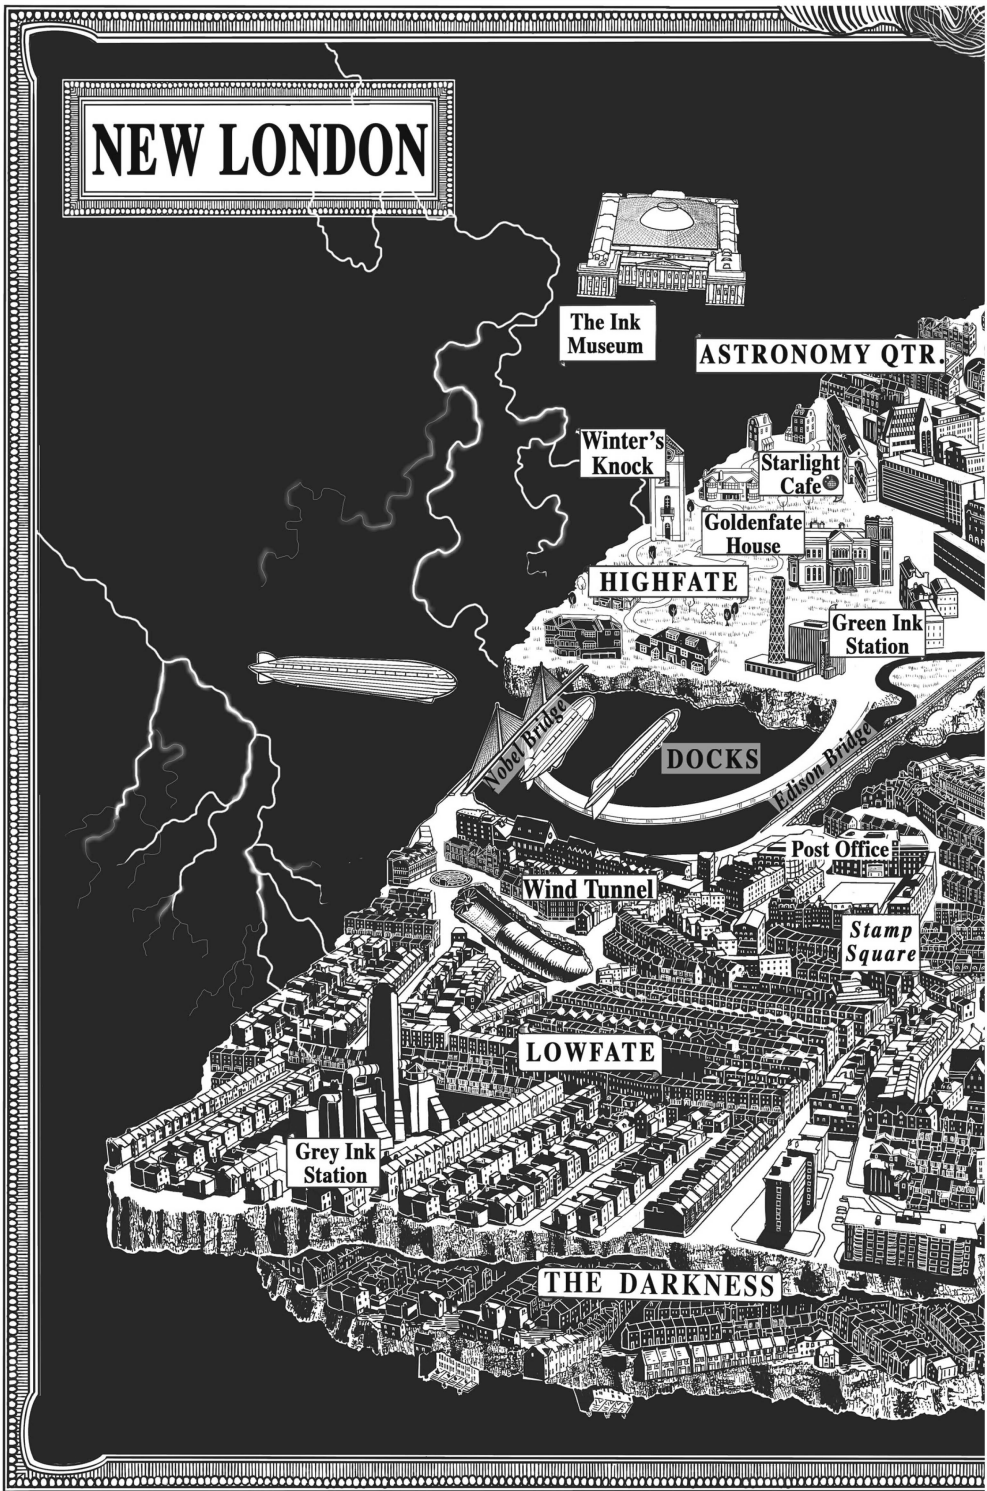 NEW LONDON
The Ink
Museum
ASTRONOMY QTR.
Winter's
Knock
Starlight
Cafe
Goldenfate
House
HIGHFATE
Green Ink
Station
Nobel Bridge
DOCKS
Edison Bridge
Post Office
Wind Tunnel
Stamp
Square
LOWFATE
Grey Ink
Station
THE DARKNESS